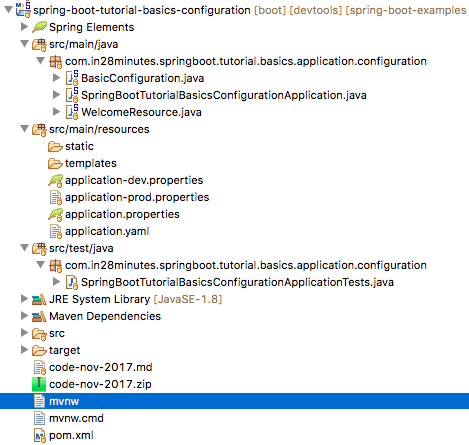 spring-boot-tutorial-basics-configuration [boot] [devtools] [spring-boot-examples
Spring Elements
src/main/java
com.in28minutes.springboot.tutorial.basics.application.configuration
BasicConfiguration.java
SpringBootTutorialBasicsConfigurationApplication.java
WelcomeResource.java
src/main/resources
static
templates
application-dev.properties
application-prod.properties
application.properties
application.yaml
src/test/java
com.in28minutes.springboot.tutorial.basics.application.configuration
SpringBootTutorialBasicsConfigurationApplicationTests.java
JRE System Library [JavaSE-1.8]
Maven Dependencies
src
target
code-nov-2017.md
code-nov-2017.zip
mvnw
mvnw.cmd
pom.xml